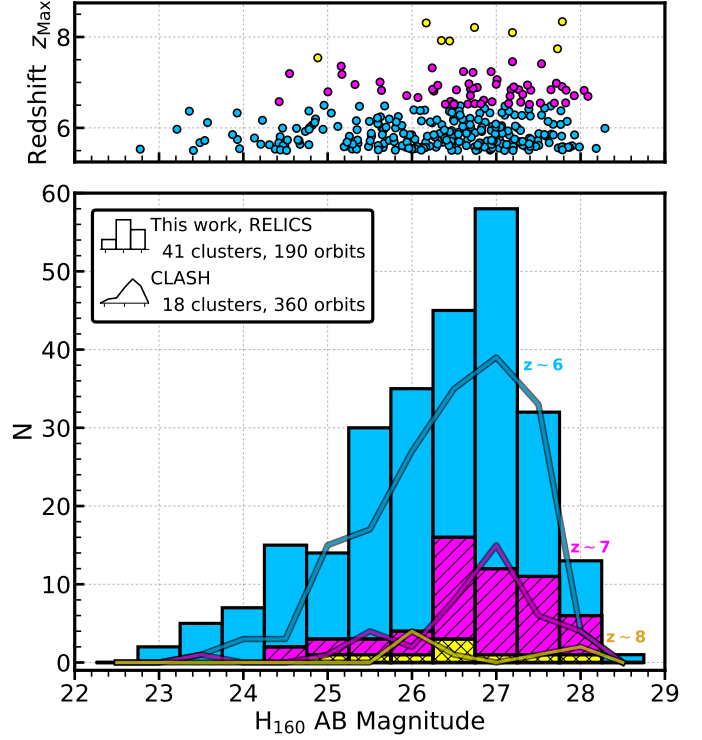 Redshift z_Max
8
6
60
50
40
30
20
10
0
N
This work, RELICS
41 clusters, 190 orbits
CLASH
18 clusters, 360 orbits
z ~ 6
z ~ 7
z ~ 8
22 23 24 25 26 27 28 29
H_160 AB Magnitude